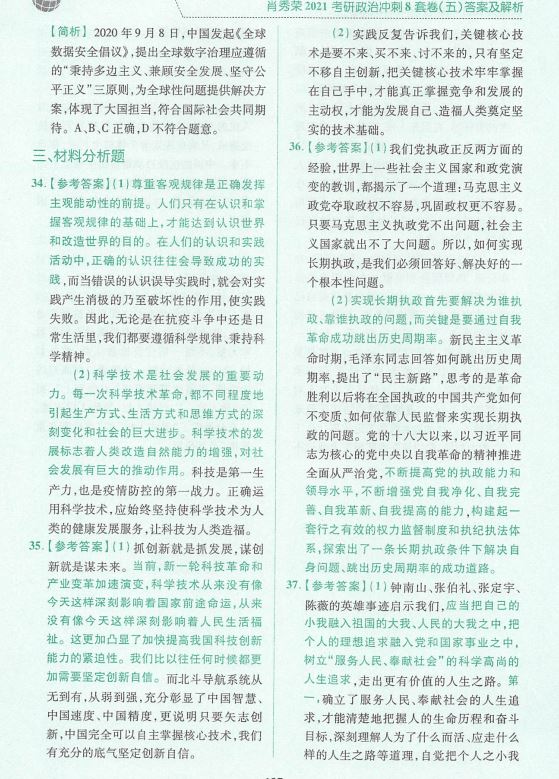 肖秀荣 2021 考研政治冲刺 8 套卷(五)答案及解析
【简析】 2020 年 9 月 8 日,中国发起《全球
数据安全倡议》,提出全球数字治理应遵循
的“秉持多边主义、兼顾安全发展、坚守公
平正义”三原则,为全球性问题提供解决方
案,体现了大国担当,符合国际社会共同期
待。A、B、C 正确,D 不符合题意。
三、材料分析题
34.【参考答案】(1)尊重客观规律是正确发挥
主观能动性的前提。人们只有在认识和掌
握客观规律的基础上,才能达到认识世界
和改造世界的目的。在人们的认识和实践
活动中,正确的认识往往会导致成功的实
践,而当错误的认识误导实践时,就会对实
践产生消极的乃至破坏性的作用,使实践
失败。因此,无论是在抗疫斗争中还是日
常生活里,我们都要遵循科学规律、秉持科
学精神。
(2)科学技术是社会发展的重要动
力。每一次科学技术革命,都不同程度地
引起生产方式、生活方式和思维方式的深
刻变化和社会的巨大进步。科学技术的发
展标志着人类改造自然能力的增强,对社
会发展有巨大的推动作用。科技是第一生
产力,也是疫情防控的第一战力。正确运
用科学技术,应始终坚持使科学技术为人
类的健康发展服务,让科技为人类造福。
35.【参考答案】(1)抓创新就是抓发展,谋创
新就是谋未来。当前,新一轮科技革命和
产业变革加速演变,科学技术从来没有像
今天这样深刻影响着国家前途命运,从来
没有像今天这样深刻影响着人民生活福
祉。这更加凸显了加快提高我国科技创新
能力的紧迫性。我们比以往任何时候都更
加需要坚定创新自信。而北斗导航系统从
无到有,从弱到强,充分彰显了中国智慧、
中国速度、中国精度,更说明只要矢志创
新,中国完全可以自主掌握核心技术,我们
有充分的底气坚定创新自信。
(2)实践反复告诉我们,关键核心技
术是要不来、买不来、讨不来的,只有坚定
不移自主创新,把关键核心技术牢牢掌握
在自己手中,才能真正掌握竞争和发展的
主动权,才能为发展自己、造福人类奠定坚
实的技术基础。
36.【参考答案】(1)我们党执政正反两方面的
经验,世界上一些社会主义国家和政党演
变的教训,都揭示了一个道理:马克思主义
政党夺取政权不容易,巩固政权更不容易。
只要马克思主义执政党不出问题,社会主
义国家就出不了大问题。所以,如何实现
长期执政,是我们必须回答好、解决好的一
个根本性问题。
(2)实现长期执政首先要解决为谁执
政、靠谁执政的问题,而关键是要通过自我
革命成功跳出历史周期率。新民主主义革
命时期,毛泽东同志回答如何跳出历史周
期率,提出了“民主新路”,思考的是革命
胜利以后将在全国执政的中国共产党如何
不变质、如何依靠人民监督来实现长期执
政的问题。党的十八大以来,以习近平同
志为核心的党中央以自我革命的精神推进
全面从严治党,不断提高党的执政能力和
领导水平,不断增强党自我净化、自我完
善、自我革新、自我提高的能力,构建起一
套行之有效的权力监督制度和执纪执法体
系,探索出了一条长期执政条件下解决自
身问题、跳出历史周期率的成功道路。
37.【参考答案】(1)钟南山、张伯礼、张定宇、
陈薇的英雄事迹启示我们,应当把自己的
小我融入祖国的大我、人民的大我之中,把
个人的理想追求融入党和国家事业之中,
树立“服务人民、奉献社会”的科学高尚的
人生追求,走出更有价值的人生之路。第
一,确立了服务人民、奉献社会的人生追
求,才能清楚地把握人的生命历程和奋斗
目标,深刻理解人为了什么而活、应走什么
样的人生之路等道理,自觉把个人之小我